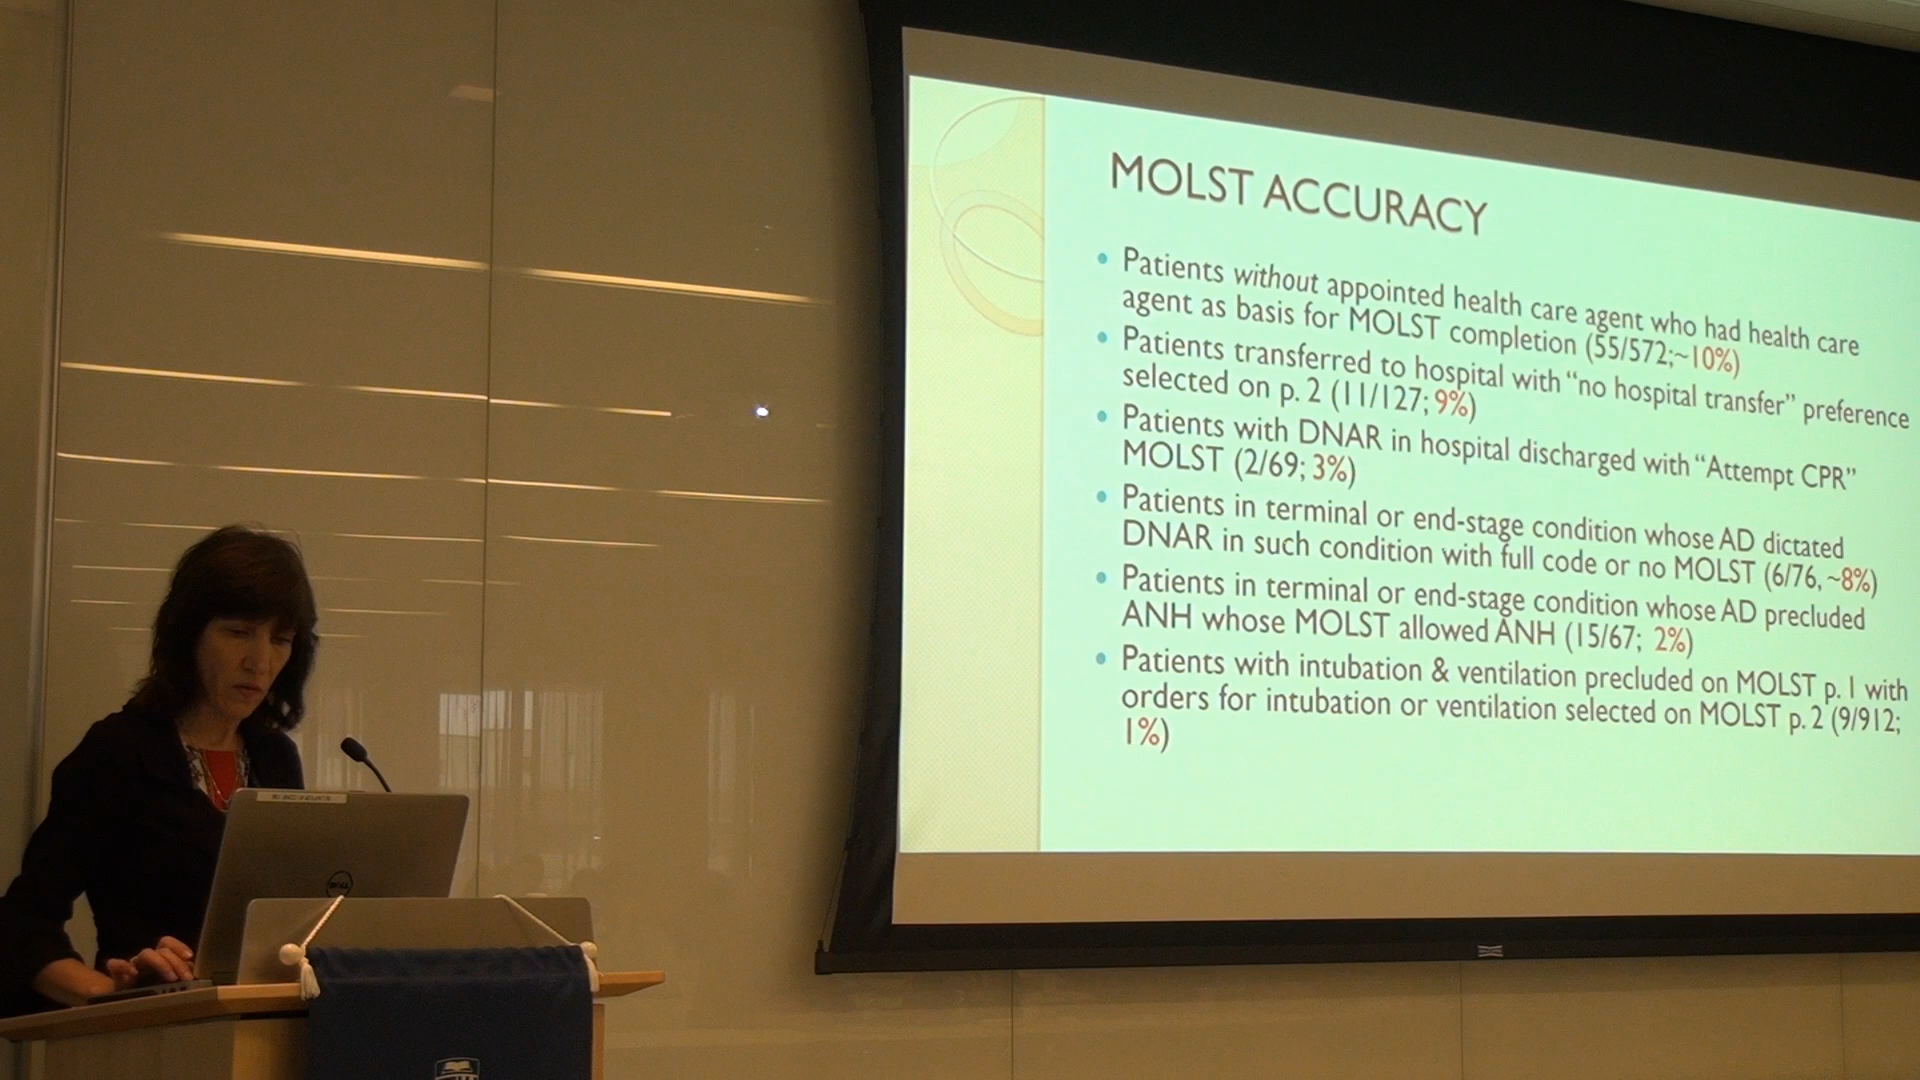 MOLST ACCURACY
• Patients without appointed health care agent who had health care
agent as basis for MOLST completion (55/572;~10%)
• Patients transferred to hospital with “no hospital transfer” preference
selected on p. 2 (11/127; 9%)
• Patients with DNAR in hospital discharged with “Attempt CPR”
MOLST (2/69; 3%)
• Patients in terminal or end-stage condition whose AD dictated
DNAR in such condition with full code or no MOLST (6/76, ~8%)
• Patients in terminal or end-stage condition whose AD precluded
ANH whose MOLST allowed ANH (15/67; 2%)
• Patients with intubation & ventilation precluded on MOLST p. 1 with
orders for intubation or ventilation selected on MOLST p. 2 (9/912;
1%)
DELL